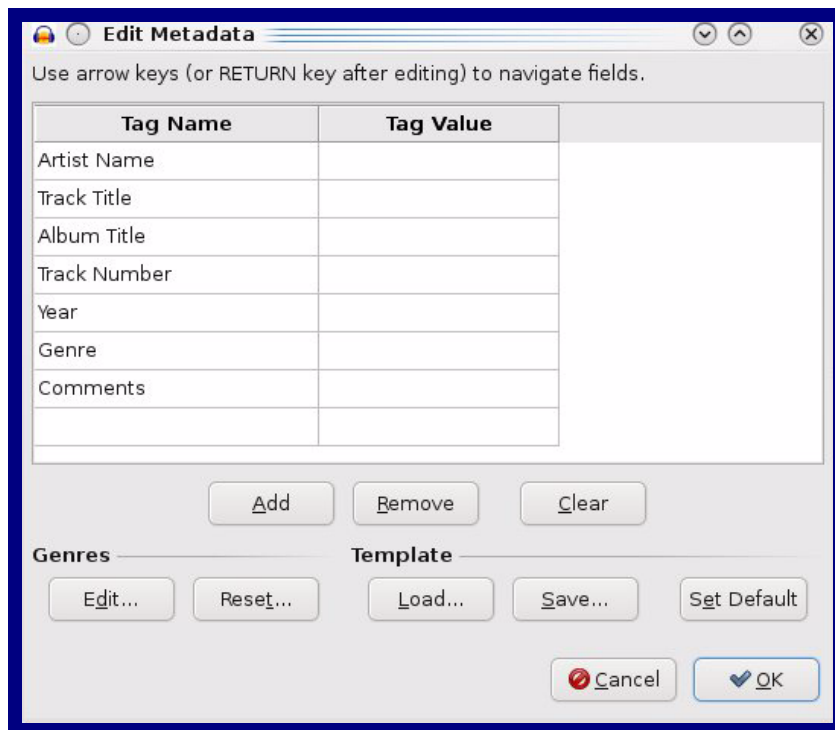 Edit Metadata
Use arrow keys (or RETURN key after editing) to navigate fields.
Tag Name Tag Value
Artist Name
Track Title
Album Title
Track Number
Year
Genre
Comments
Add Remove Clear
Genres Template
Edit... Reset... Load... Save... Set Default
Cancel OK